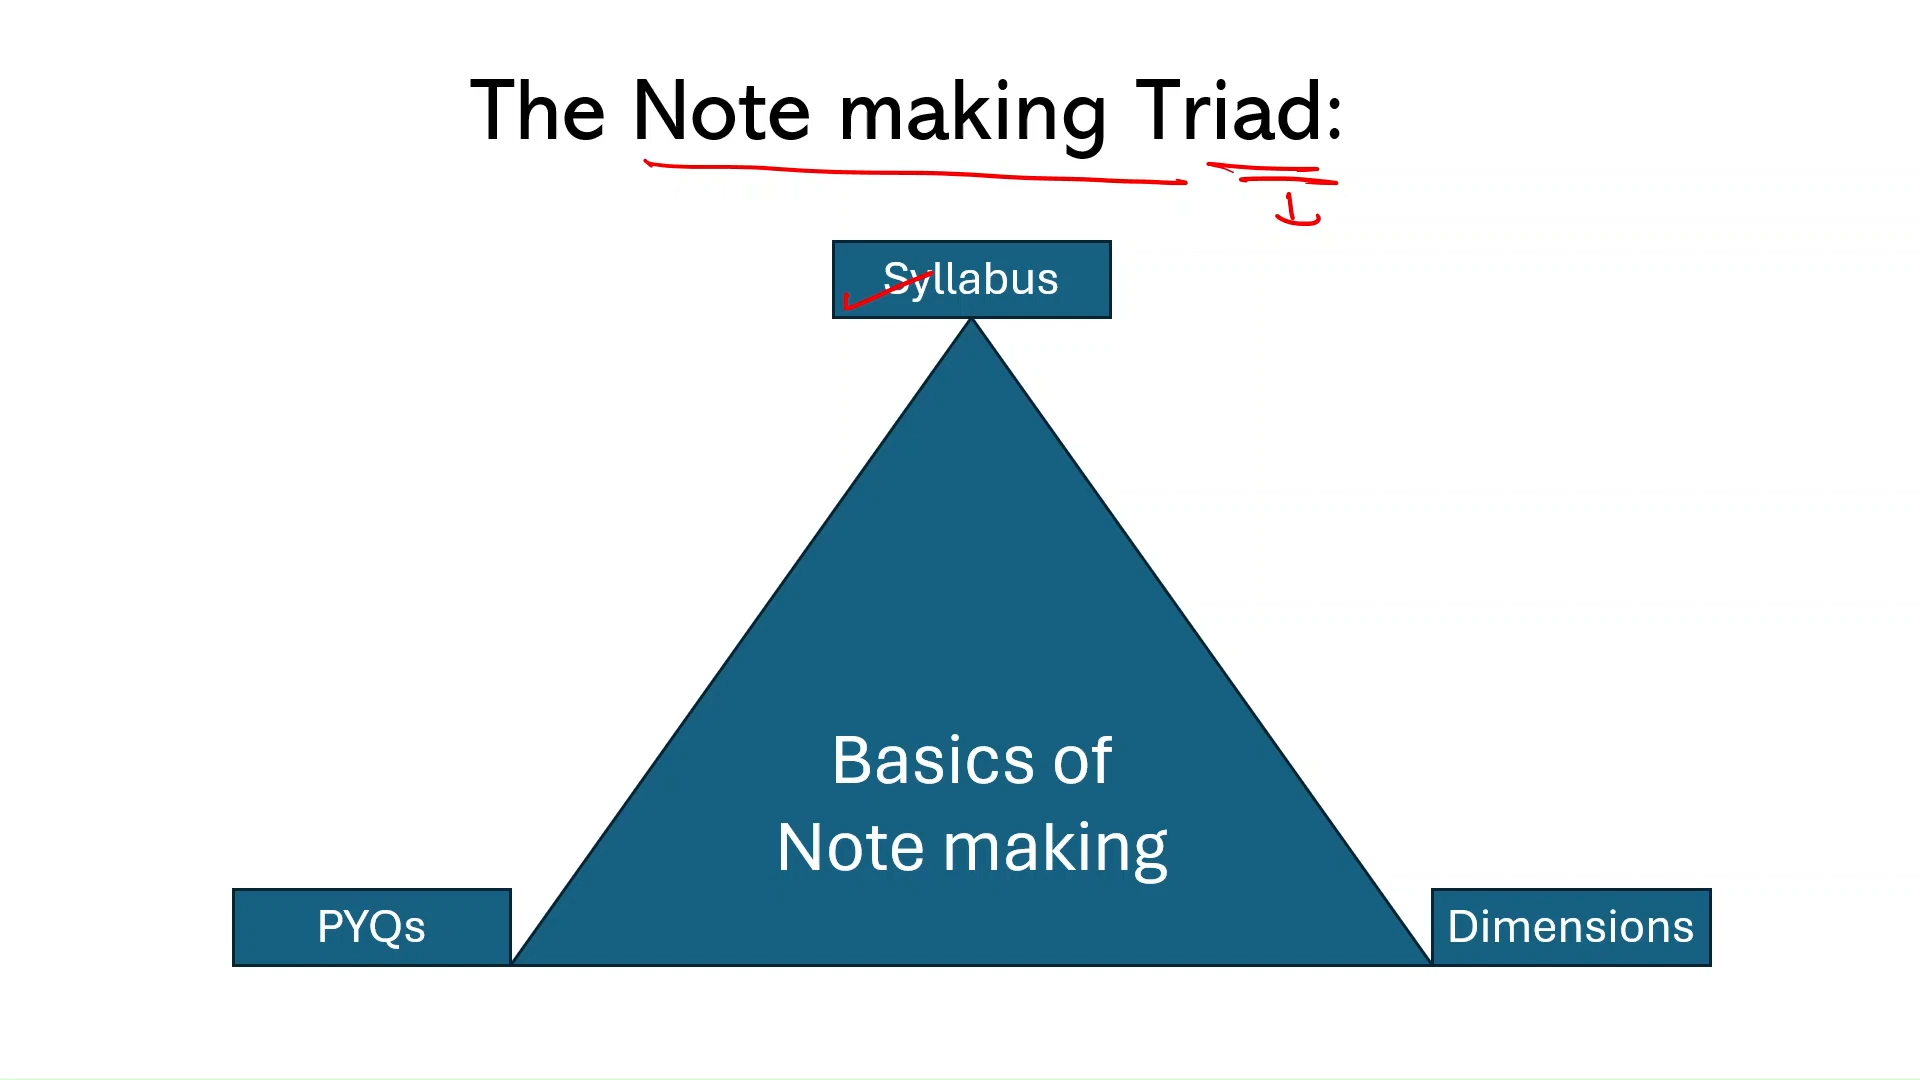 The Note making Triad:
Syllabus
Basics of
Note making
PYQs
Dimensions